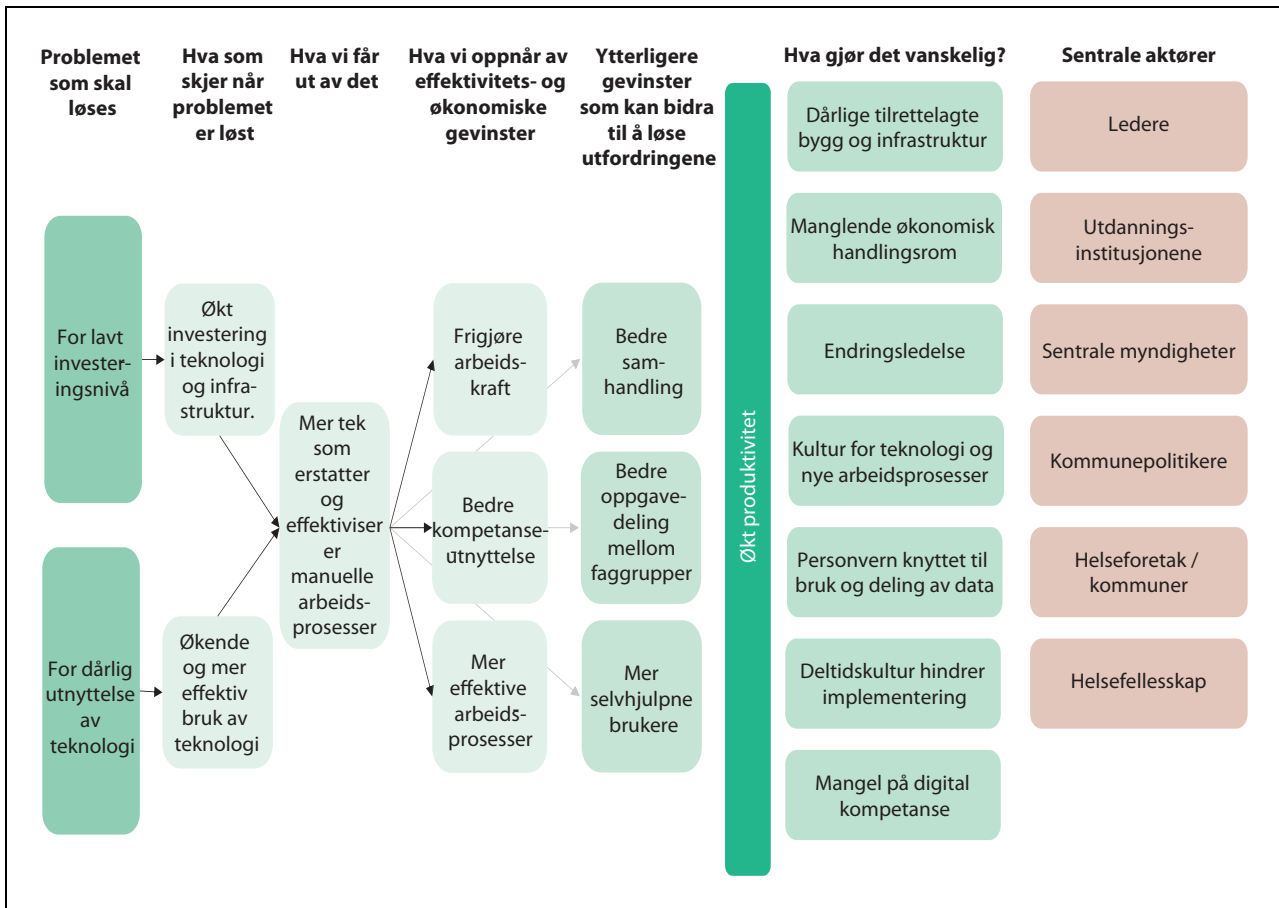 Problemet
som skal
løses
Hva som
skjer når
problemet
er løst
Hva vi får
ut av det
Hva vi oppnår av
effektivitets- og
økonomiske
gevinster
Ytterligere
gevinster
som kan bidra
til å løse
utfordringene
Hva gjør det vanskelig?
Sentrale aktører
For lavt
invester-
ingsnivå
For dårlig
utnyttelse
av
teknologi
Økt
investering
i teknologi
og infra-
struktur.
Økende
og mer
effektiv
bruk av
teknologi
Mer tek
som
erstatter
og
effektiviser
er
manuelle
arbeids-
prosesser
Frigjøre
arbeids-
kraft
Bedre
kompetanse-
utnyttelse
Mer
effektive
arbeids-
prosesser
Bedre
sam-
handling
Bedre
oppgave-
deling
mellom
faggrupper
Mer
selvhjulpne
brukere
Økt produktivitet
Dårlige tilrettelagte
bygg og infrastruktur
Manglende økonomisk
handlingsrom
Endringsledelse
Kultur for teknologi og
nye arbeidsprosesser
Personvern knyttet til
bruk og deling av data
Deltidskultur hindrer
implementering
Mangel på digital
kompetanse
Ledere
Utdannings-
institusjonene
Sentrale myndigheter
Kommunepolitikere
Helseforetak /
kommuner
Helsefellesskap